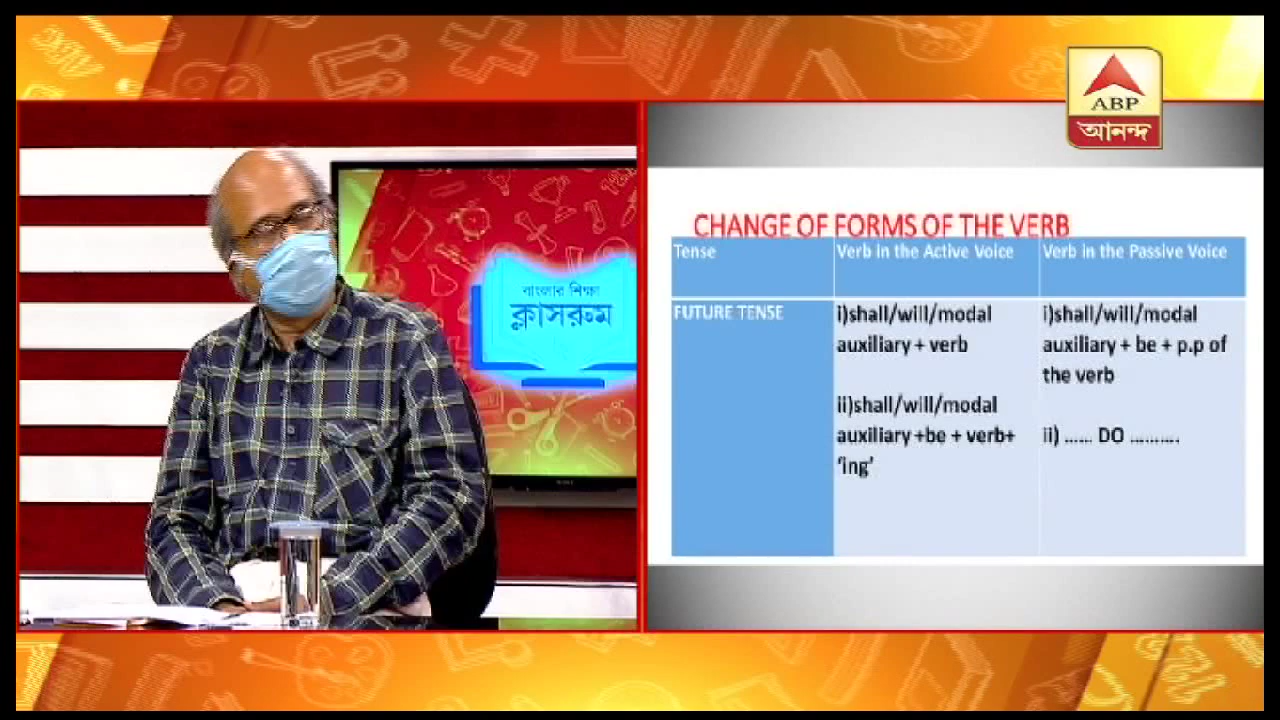 ABP
আনন্দ
বাংলার শিক্ষা
ক্লাসরুম
CHANGE OF FORMS OF THE VERB
Tense
Verb in the Active Voice
Verb in the Passive Voice
FUTURE TENSE
i)shall/will/modal
auxiliary + verb
ii)shall/will/modal
auxiliary +be + verb+
‘ing’
i)shall/will/modal
auxiliary + be + p.p of
the verb
ii) ...... DO ..........